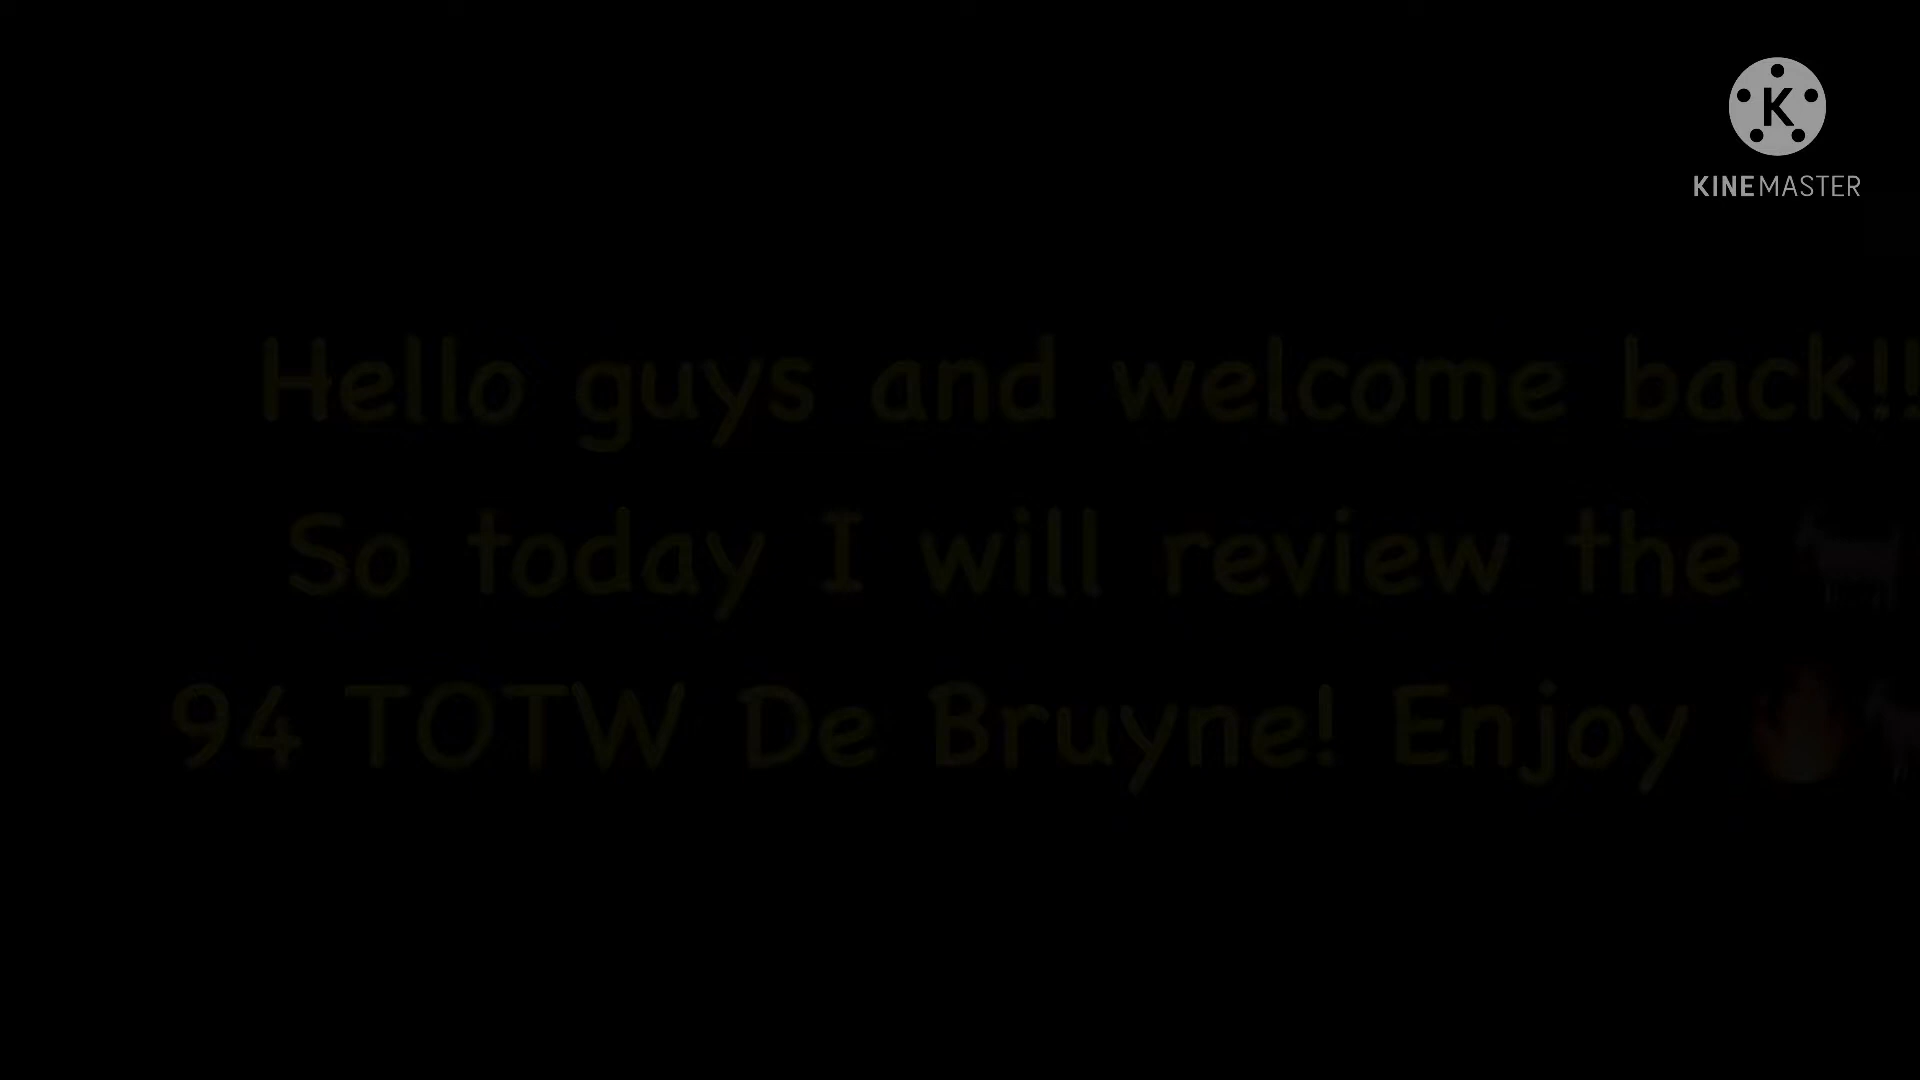 K
KINEMASTER
Hello guys and welcome back!!
So today I will review the 🐐
94 TOTW De Bruyne! Enjoy 🔥🐐